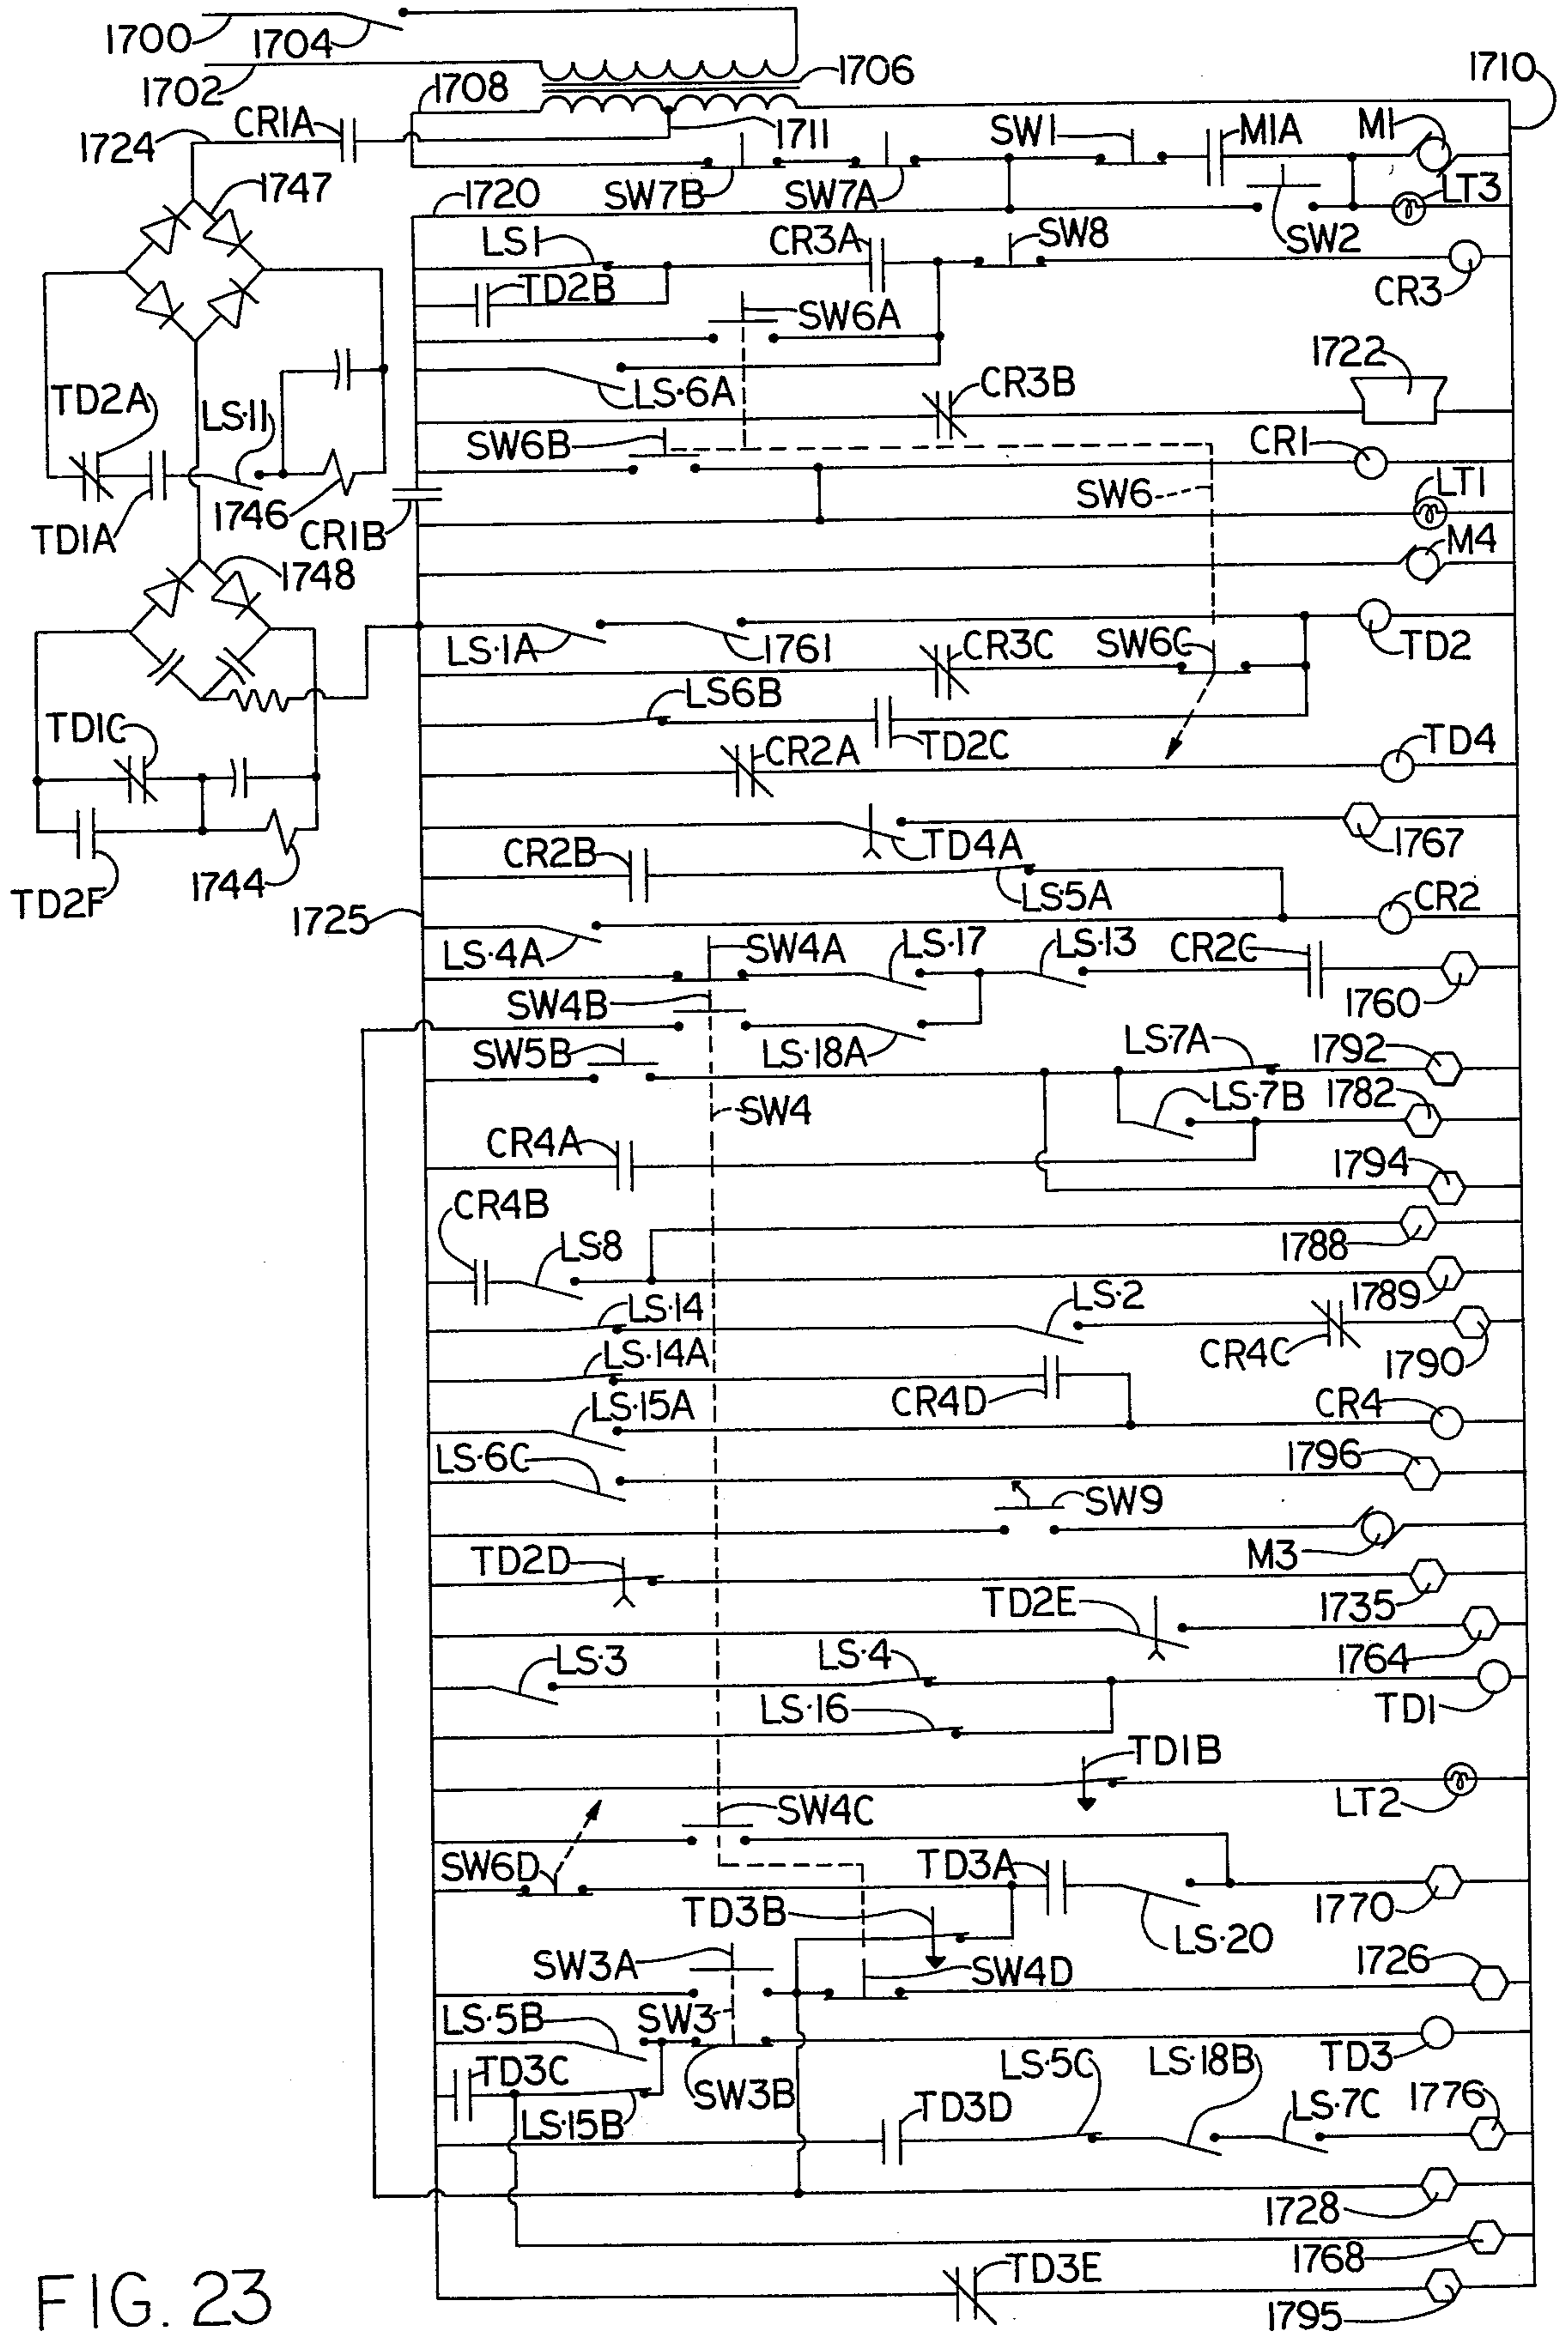 1700
1704
1702
1706
1708
1710
1711
CR1A
1724
SW1
M1A
M1
1747
SW7B
SW7A
LT3
1720
SW2
LS1
CR3A
SW8
CR3
TD2B
SW6A
1722
LS·6A
CR3B
TD2A
LS·11
SW6B
CR1
SW6
LT1
TD1A
1746
CR1B
M4
1748
LS·1A
1761
CR3C
SW6C
TD2
LS6B
TD1C
TD2C
CR2A
TD4
CR2B
TD4A
1767
TD2F
1744
LS·5A
1725
CR2
LS·4A
SW4A
LS·17
LS·13
CR2C
1760
SW4B
SW5B
LS·18A
LS·7A
1792
1782
LS·7B
SW4
CR4A
1794
CR4B
1788
LS·8
1789
LS·14
LS·2
LS·14A
CR4C
1790
CR4D
LS·15A
CR4
LS·6C
1796
SW9
M3
TD2D
1735
TD2E
1764
LS·3
LS·4
TD1
LS·16
TD1B
LT2
SW4C
SW6D
TD3A
1770
TD3B
LS·20
SW3A
SW4D
1726
LS·5B
SW3
TD3
TD3C
SW3B
LS·5C
LS·18B
LS·15B
TD3D
LS·7C
1776
1728
1768
TD3E
1795
FIG. 23